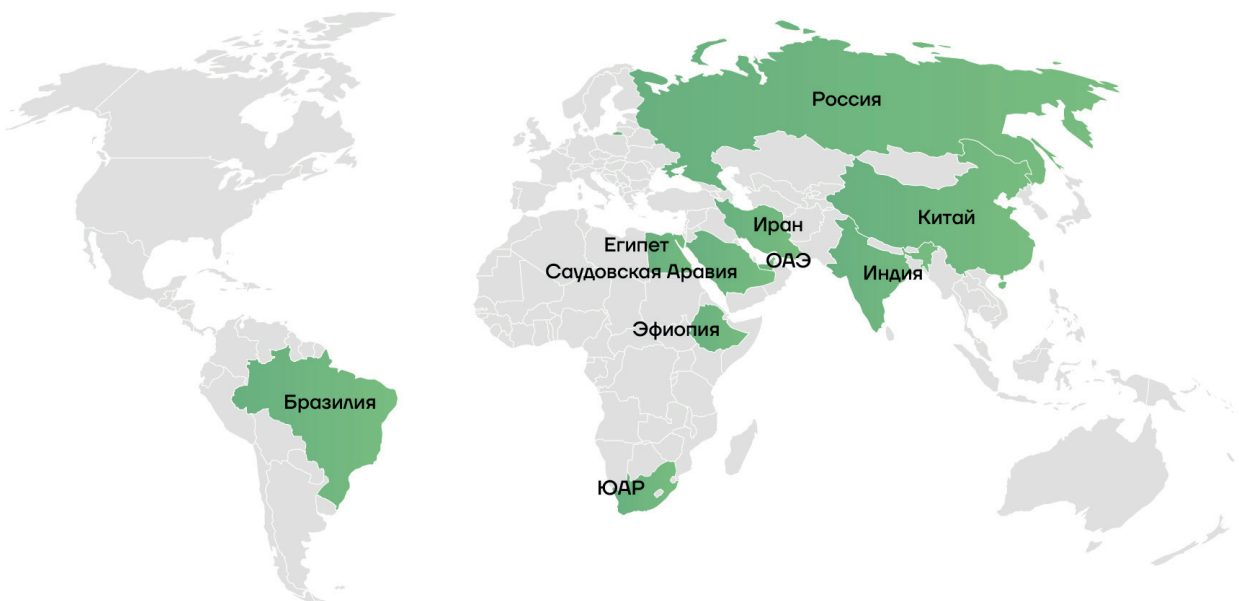 Россия
Китай
Иран
Египет
ОАЭ
Саудовская Аравия
Индия
Эфиопия
Бразилия
ЮАР